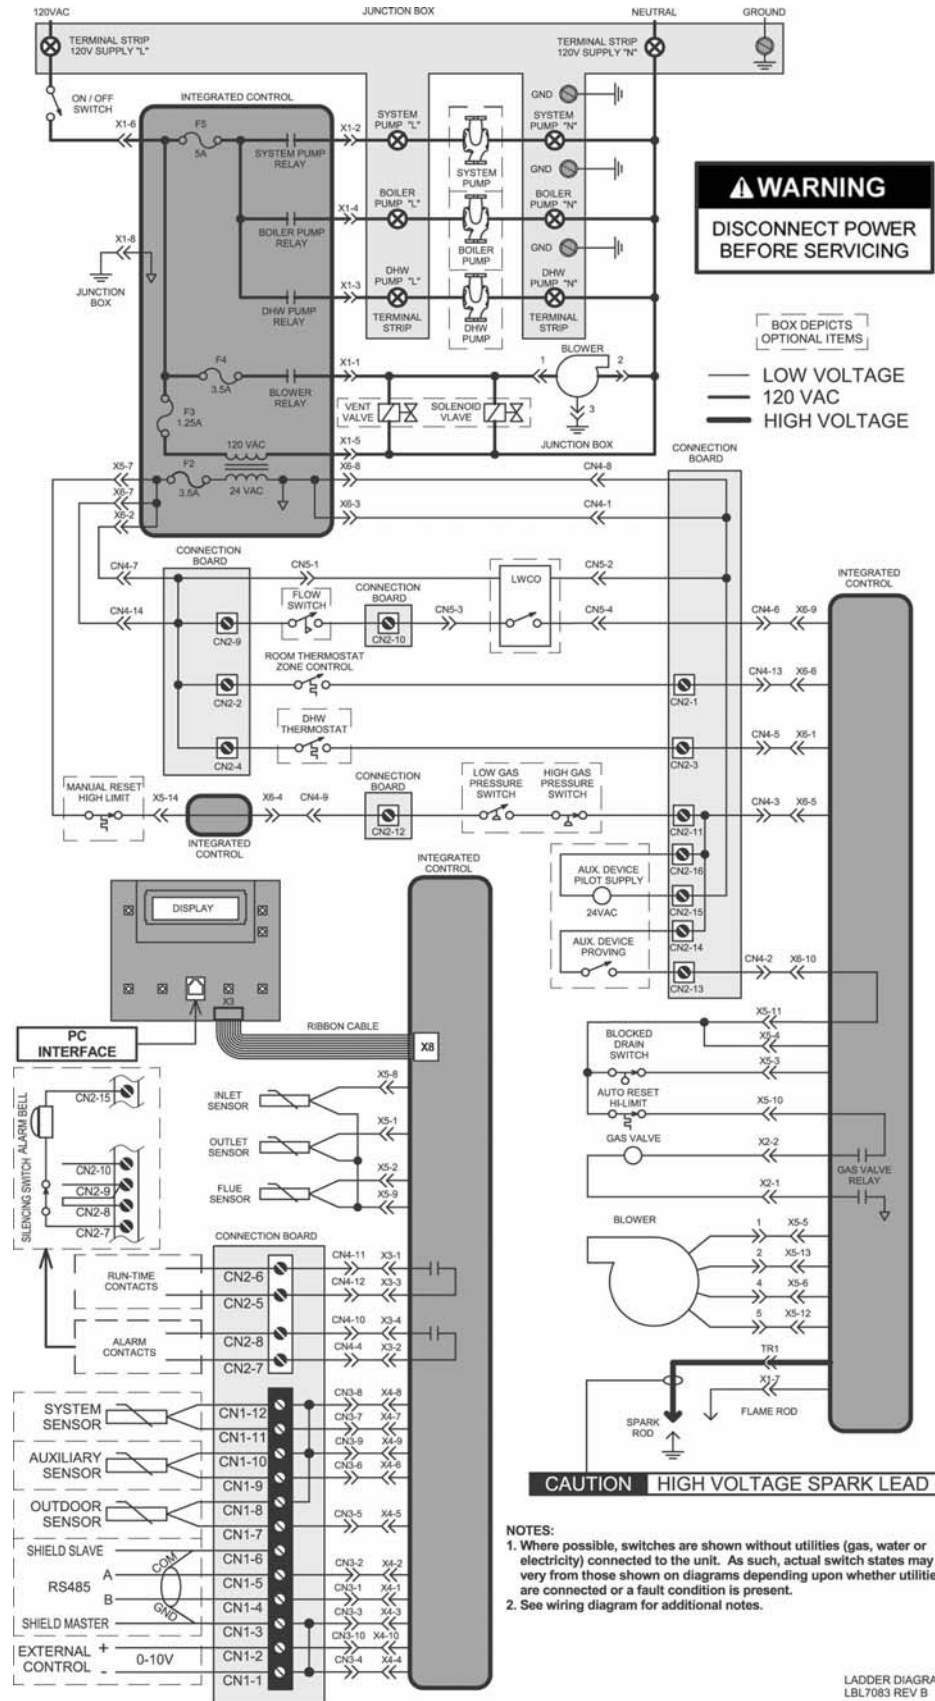 120VAC
JUNCTION BOX
NEUTRAL
GROUND
TERMINAL STRIP
120V SUPPLY "L"
TERMINAL STRIP
120V SUPPLY "N"
ON / OFF
SWITCH
INTEGRATED CONTROL
X1-6
F5
5A
SYSTEM PUMP
RELAY
X1-2
SYSTEM
PUMP "L"
SYSTEM
PUMP
GND
SYSTEM
PUMP "N"
GND
X1-4
BOILER PUMP
RELAY
BOILER
PUMP "L"
BOILER
PUMP
BOILER
PUMP "N"
GND
X1-8
JUNCTION
BOX
X1-3
DHW PUMP
RELAY
DHW
PUMP "L"
TERMINAL
STRIP
DHW
PUMP
DHW
PUMP "N"
TERMINAL
STRIP
WARNING
DISCONNECT POWER
BEFORE SERVICING
BOX DEPICTS
OPTIONAL ITEMS
LOW VOLTAGE
120 VAC
HIGH VOLTAGE
F4
3.5A
BLOWER
RELAY
X1-1
BLOWER
1
2
3
F3
1.25A
VENT
VALVE
SOLENOID
VLAVE
JUNCTION BOX
120 VAC
X1-5
CONNECTION
BOARD
X5-7
F2
3.5A
24 VAC
X6-8
CN4-8
X6-7
X6-2
X6-3
CN4-1
CONNECTION
BOARD
CN4-7
CN5-1
LWCO
CN5-2
INTEGRATED
CONTROL
CN4-14
CN2-9
FLOW
SWITCH
CONNECTION
BOARD
CN2-10
CN5-3
CN5-4
CN4-6
X6-9
ROOM THERMOSTAT
ZONE CONTROL
CN2-2
CN2-1
CN4-13
X6-6
DHW
THERMOSTAT
CN2-4
CN2-3
CN4-5
X6-1
MANUAL RESET
HIGH LIMIT
X5-14
INTEGRATED
CONTROL
X6-4
CN4-9
CONNECTION
BOARD
CN2-12
LOW GAS
PRESSURE
SWITCH
HIGH GAS
PRESSURE
SWITCH
CN2-11
CN4-3
X6-5
CN2-16
AUX. DEVICE
PILOT SUPPLY
24VAC
CN2-15
CN2-14
AUX. DEVICE
PROVING
CN2-13
CN4-2
X6-10
INTEGRATED
CONTROL
DISPLAY
X3
RIBBON CABLE
X8
PC
INTERFACE
X5-11
X5-4
BLOCKED
DRAIN
SWITCH
X5-3
AUTO RESET
HI-LIMIT
X5-10
GAS VALVE
X2-2
X2-1
GAS VALVE
RELAY
INLET
SENSOR
X5-8
OUTLET
SENSOR
X5-1
FLUE
SENSOR
X5-2
X5-9
ALARM BELL
SILENCING SWITCH
CN2-15
CN2-10
CN2-9
CN2-8
CN2-7
BLOWER
1
X5-5
2
X5-13
4
X5-6
5
X5-12
TR1
X1-7
FLAME ROD
SPARK
ROD
CAUTION
HIGH VOLTAGE SPARK LEAD
CONNECTION BOARD
RUN-TIME
CONTACTS
CN2-6
CN4-11
X3-1
CN2-5
CN4-12
X3-3
ALARM
CONTACTS
CN2-8
CN4-10
X3-4
CN2-7
CN4-4
X3-2
SYSTEM
SENSOR
CN1-12
CN3-8
X4-8
CN1-11
CN3-7
X4-7
AUXILIARY
SENSOR
CN1-10
CN3-9
X4-9
CN1-9
CN3-6
X4-6
OUTDOOR
SENSOR
CN1-8
CN1-7
CN3-5
X4-5
SHIELD SLAVE
COM
CN1-6
RS485
A
CN1-5
CN3-2
X4-2
B
CN1-4
CN3-1
X4-1
GND
SHIELD MASTER
CN1-3
CN3-3
X4-3
EXTERNAL
CONTROL
+
-
0-10V
CN1-2
CN3-10
X4-10
CN1-1
CN3-4
X4-4
NOTES:
1. Where possible, switches are shown without utilities (gas, water or
electricity) connected to the unit. As such, actual switch states may
very from those shown on diagrams depending upon whether utilitie
are connected or a fault condition is present.
2. See wiring diagram for additional notes.
LADDER DIAGRA
LBL7083 REV B